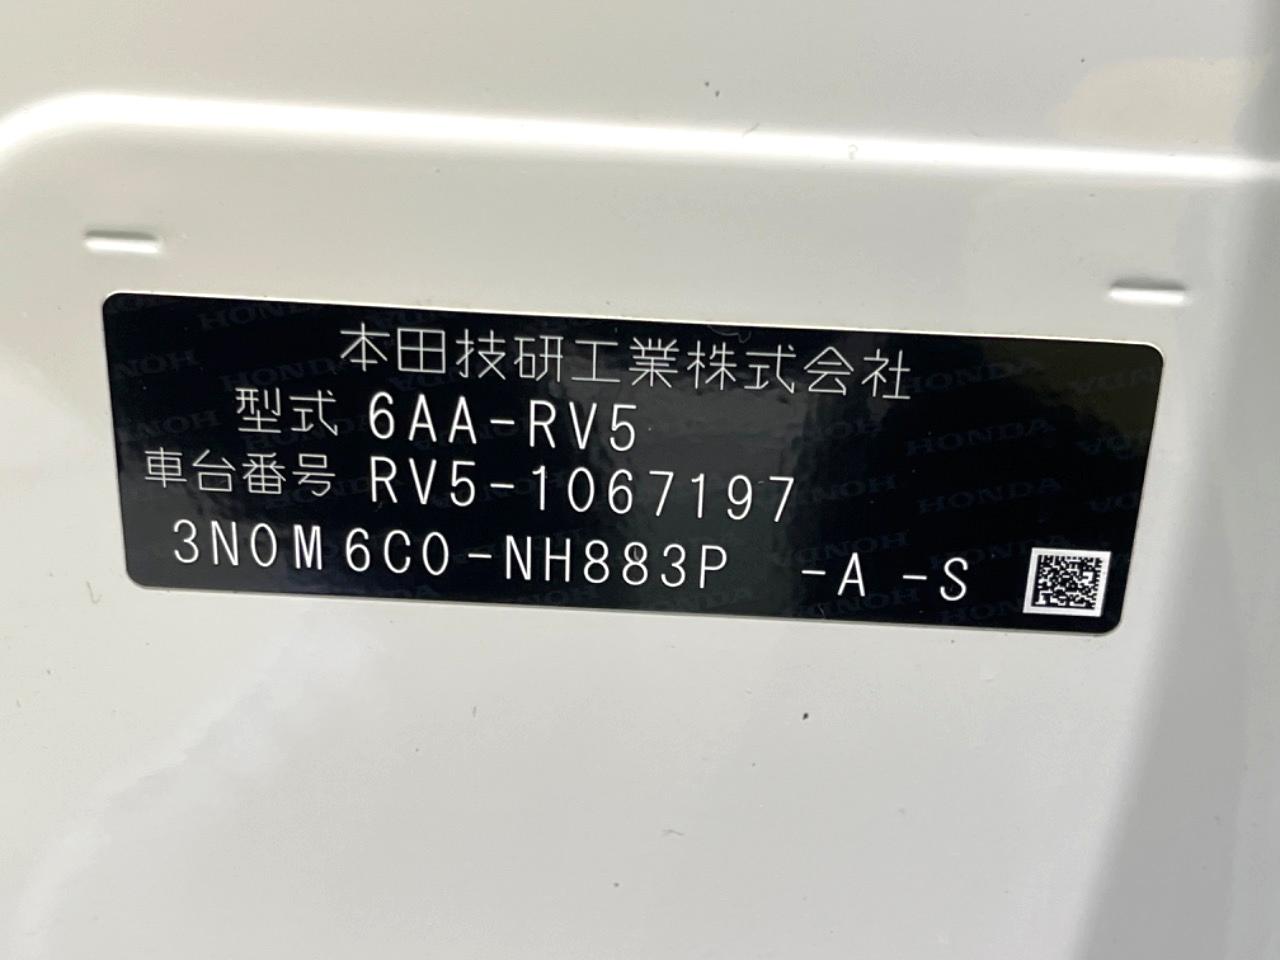 本田技研工業株式会社
型式 6AA-RV5
車台番号 RV5-1067197
3N0M6C0-NH883P -A -S